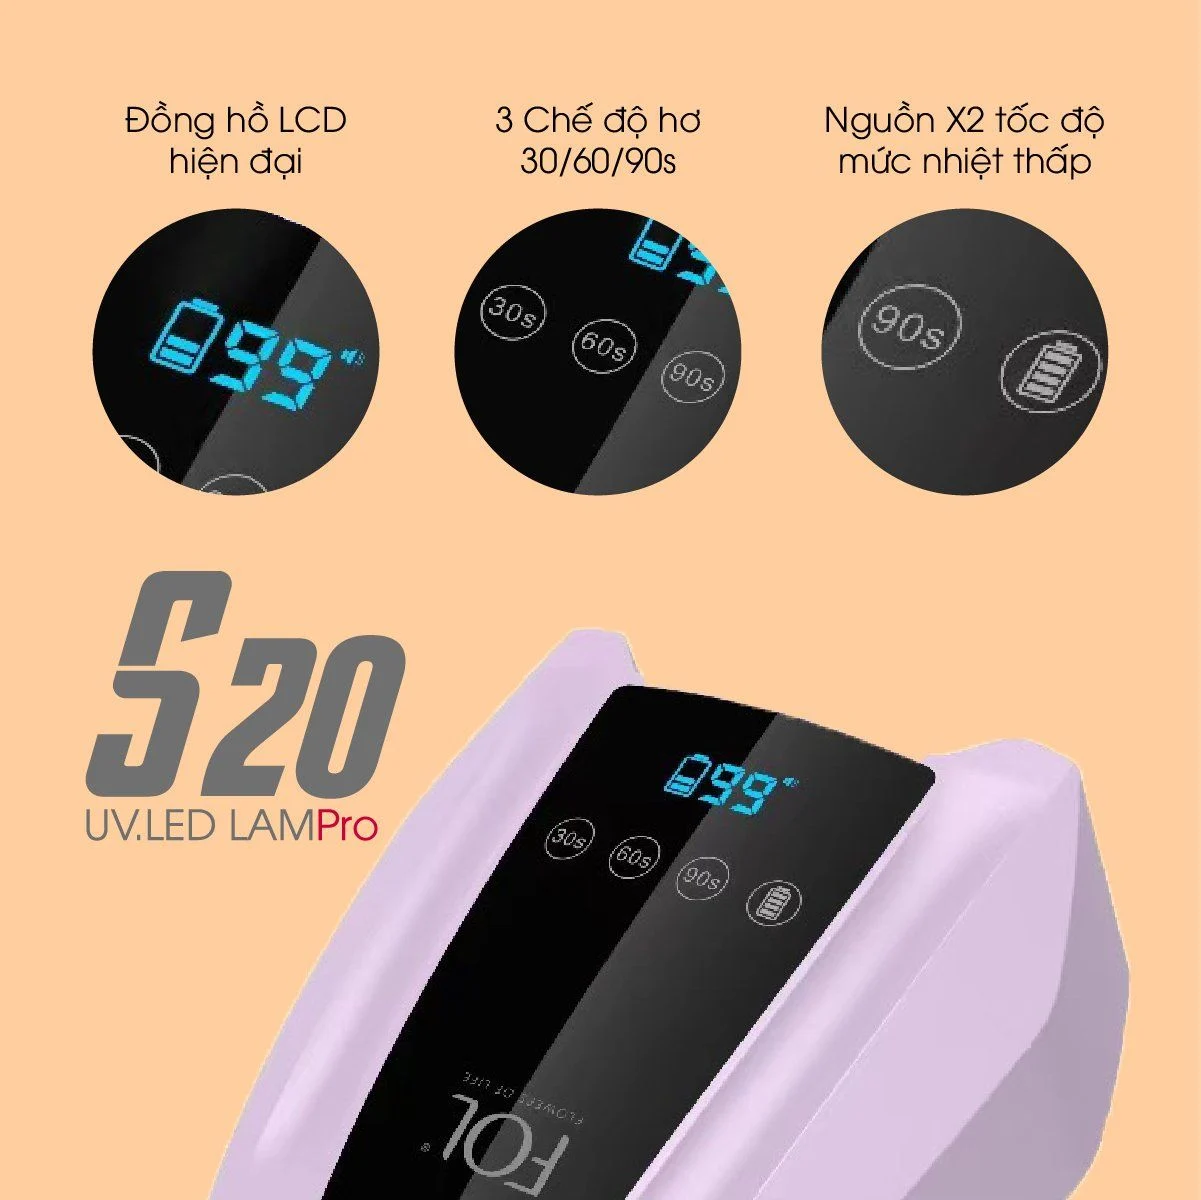 Đồng hồ LCD
hiện đại
3 Chế độ hơ
30/60/90s
Nguồn X2 tốc độ
mức nhiệt thấp
99
30s
60s
90s
90s
S20
UV.LED LAMPro
99
30s
60s
90s
FLOWERS OF LIFE
FOL®